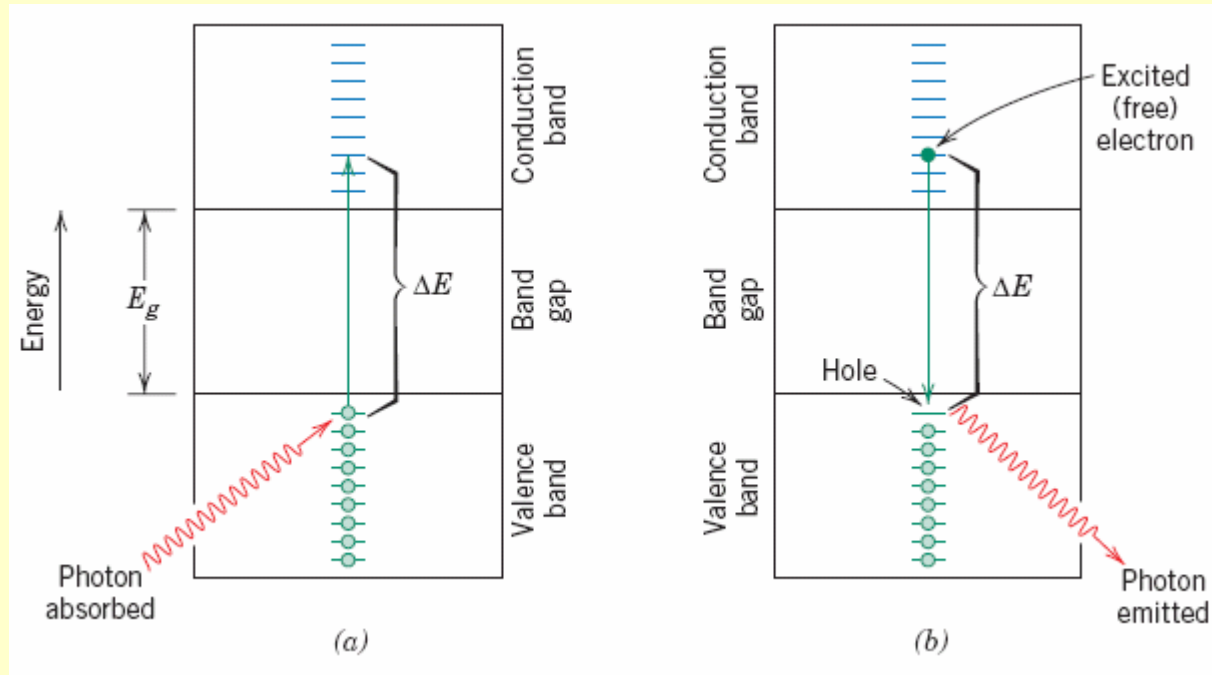 Energy
E_g
Conduction
band
Band
gap
Valence
band
ΔE
Photon
absorbed
(a)
Conduction
band
Band
gap
Valence
band
Excited
(free)
electron
ΔE
Hole
Photon
emitted
(b)